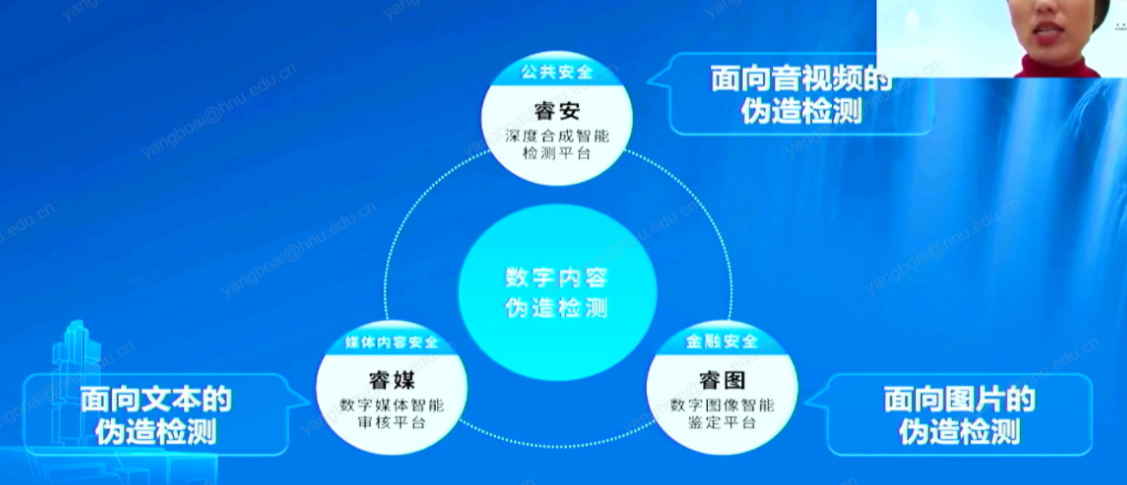 公共安全
睿安
深度合成智能
检测平台
面向音视频的
伪造检测
数字内容
伪造检测
媒体内容安全
睿媒
数字媒体智能
审核平台
面向文本的
伪造检测
金融安全
睿图
数字图像智能
鉴定平台
面向图片的
伪造检测
yangboai@hnu.edu.cn